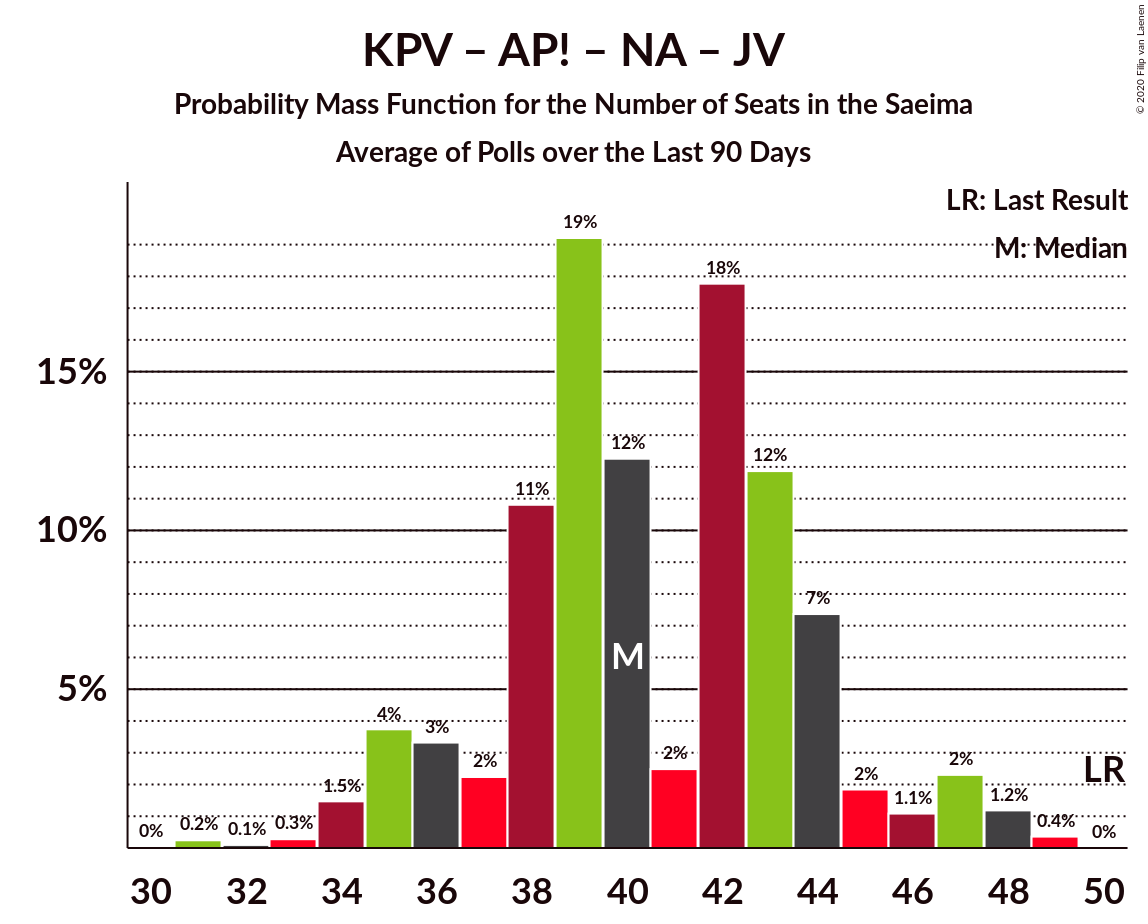 KPV – AP! – NA – JV
Probability Mass Function for the Number of Seats in the Saeima
Average of Polls over the Last 90 Days
© 2020 Filip van Laenen
LR: Last Result
M: Median
15%
10%
5%
0%
0.2%
0.1%
0.3%
1.5%
4%
3%
2%
11%
19%
12%
2%
18%
12%
7%
2%
1.1%
2%
1.2%
0.4%
0%
M
LR
30 32 34 36 38 40 42 44 46 48 50